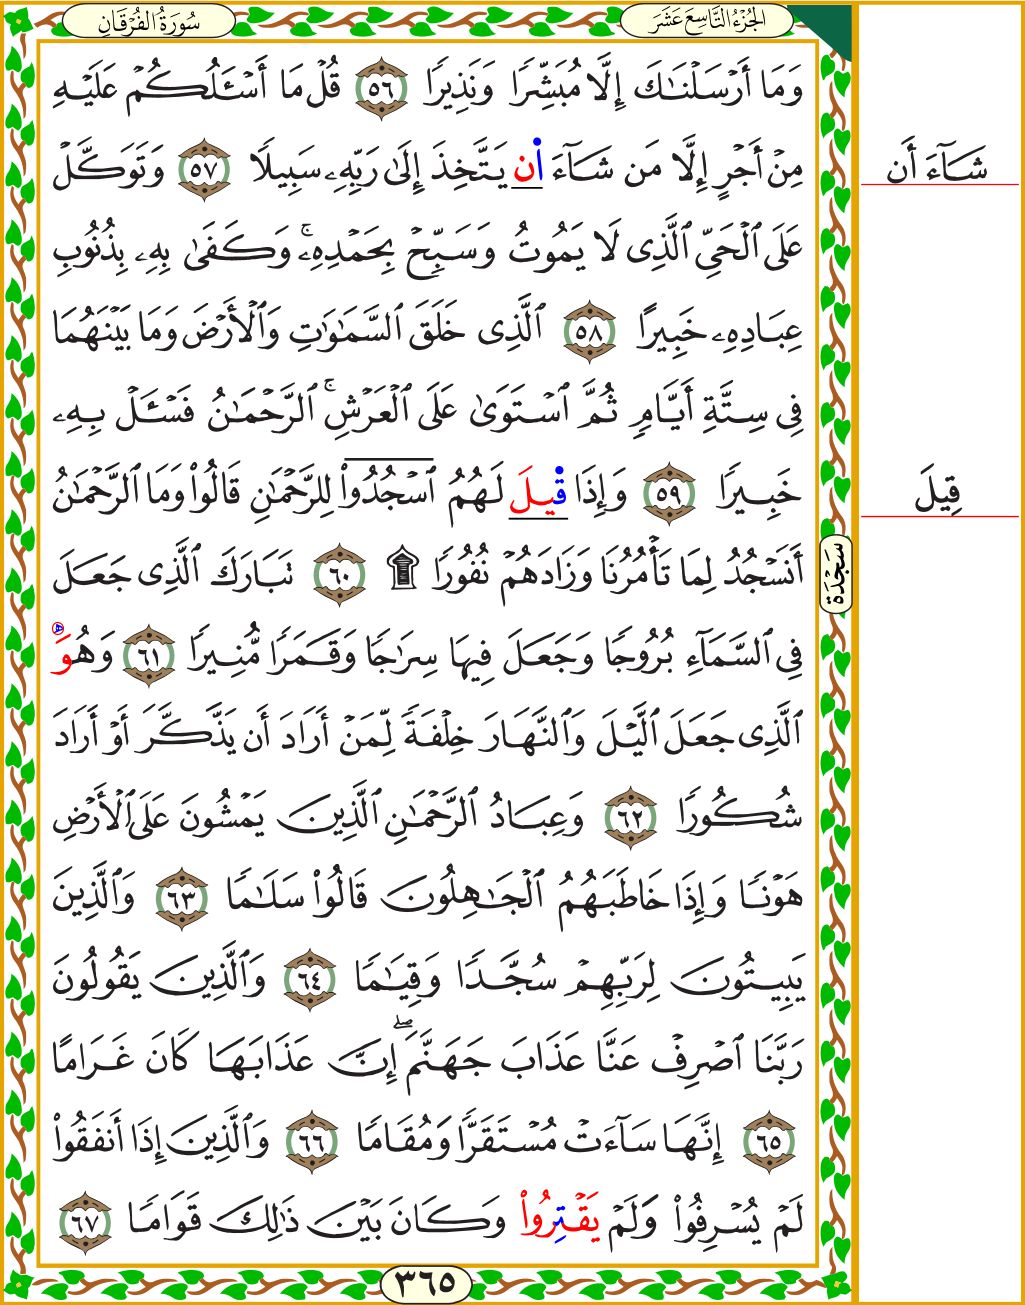 سُورَةُ الفُرْقَانِ
الجُزْءُ التَّاسِعَ عَشَرَ
وَمَآ أَرْسَلْنَٰكَ إِلَّا مُبَشِّرًا وَنَذِيرًا ٥٦ قُلْ مَآ أَسْـَٔلُكُمْ عَلَيْهِ
مِنْ أَجْرٍ إِلَّا مَن شَآءَ أَن يَتَّخِذَ إِلَىٰ رَبِّهِۦ سَبِيلًا ٥٧ وَتَوَكَّلْ
شَآءَ أَن
عَلَى ٱلْحَيِّ ٱلَّذِى لَا يَمُوتُ وَسَبِّحْ بِحَمْدِهِۦ ۚ وَكَفَىٰ بِهِۦ بِذُنُوبِ
عِبَادِهِۦ خَبِيرًا ٥٨ ٱلَّذِى خَلَقَ ٱلسَّمَٰوَٰتِ وَٱلْأَرْضَ وَمَا بَيْنَهُمَا
فِى سِتَّةِ أَيَّامٍ ثُمَّ ٱسْتَوَىٰ عَلَى ٱلْعَرْشِ ۚ ٱلرَّحْمَٰنُ فَسْـَٔلْ بِهِۦ
خَبِيرًا ٥٩ وَإِذَا قِيلَ لَهُمُ ٱسْجُدُوا۟ لِلرَّحْمَٰنِ قَالُوا۟ وَمَا ٱلرَّحْمَٰنُ
قِيلَ
أَنَسْجُدُ لِمَا تَأْمُرُنَا وَزَادَهُمْ نُفُورًا ۩ ٦٠ تَبَارَكَ ٱلَّذِى جَعَلَ
سَجْدَة
فِى ٱلسَّمَآءِ بُرُوجًا وَجَعَلَ فِيهَا سِرَٰجًا وَقَمَرًا مُّنِيرًا ٦١ وَهُوَ
ٱلَّذِى جَعَلَ ٱلَّيْلَ وَٱلنَّهَارَ خِلْفَةً لِّمَنْ أَرَادَ أَن يَذَّكَّرَ أَوْ أَرَادَ
شُكُورًا ٦٢ وَعِبَادُ ٱلرَّحْمَٰنِ ٱلَّذِينَ يَمْشُونَ عَلَى ٱلْأَرْضِ
هَوْنًا وَإِذَا خَاطَبَهُمُ ٱلْجَٰهِلُونَ قَالُوا۟ سَلَٰمًا ٦٣ وَٱلَّذِينَ
يَبِيتُونَ لِرَبِّهِمْ سُجَّدًا وَقِيَٰمًا ٦٤ وَٱلَّذِينَ يَقُولُونَ
رَبَّنَا ٱصْرِفْ عَنَّا عَذَابَ جَهَنَّمَ ۖ إِنَّ عَذَابَهَا كَانَ غَرَامًا
٦٥ إِنَّهَا سَآءَتْ مُسْتَقَرًّا وَمُقَامًا ٦٦ وَٱلَّذِينَ إِذَآ أَنفَقُوا۟
لَمْ يُسْرِفُوا۟ وَلَمْ يَقْتِرُوا۟ وَكَانَ بَيْنَ ذَٰلِكَ قَوَامًا ٦٧
٣٦٥